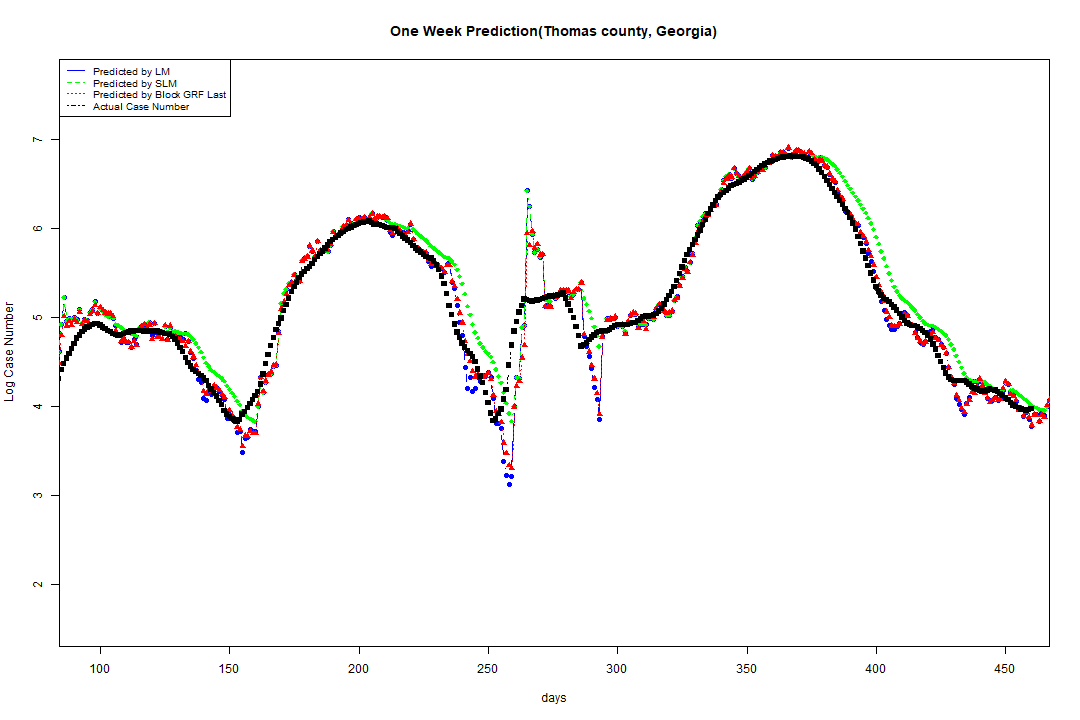 One Week Prediction(Thomas county, Georgia)
Predicted by LM
Predicted by SLM
Predicted by Block GRF Last
Actual Case Number
7
6
5
4
3
2
Log Case Number
100 150 200 250 300 350 400 450
days